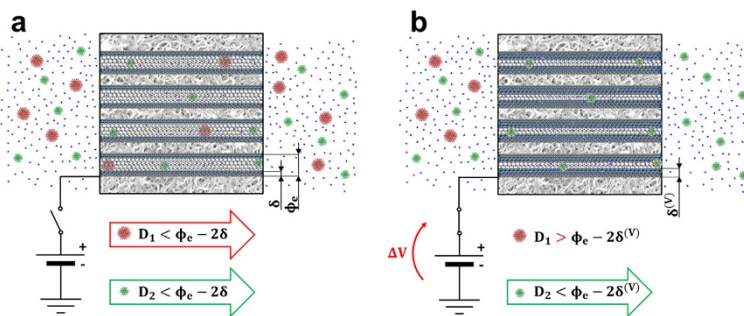 a
b
δ
ϕₑ
δ⁽ⱽ⁾
+
-
D₁ < ϕₑ − 2δ
D₂ < ϕₑ − 2δ
ΔV
+
-
D₁ > ϕₑ − 2δ⁽ⱽ⁾
D₂ < ϕₑ − 2δ⁽ⱽ⁾